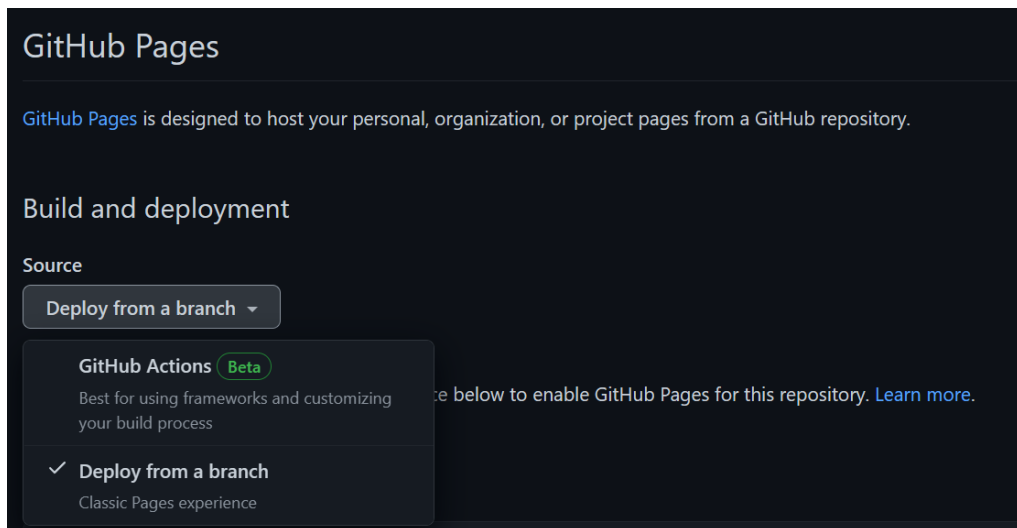 GitHub Pages
GitHub Pages is designed to host your personal, organization, or project pages from a GitHub repository.
Build and deployment
Source
Deploy from a branch
GitHub Actions Beta
Best for using frameworks and customizing
your build process
below to enable GitHub Pages for this repository. Learn more.
Deploy from a branch
Classic Pages experience